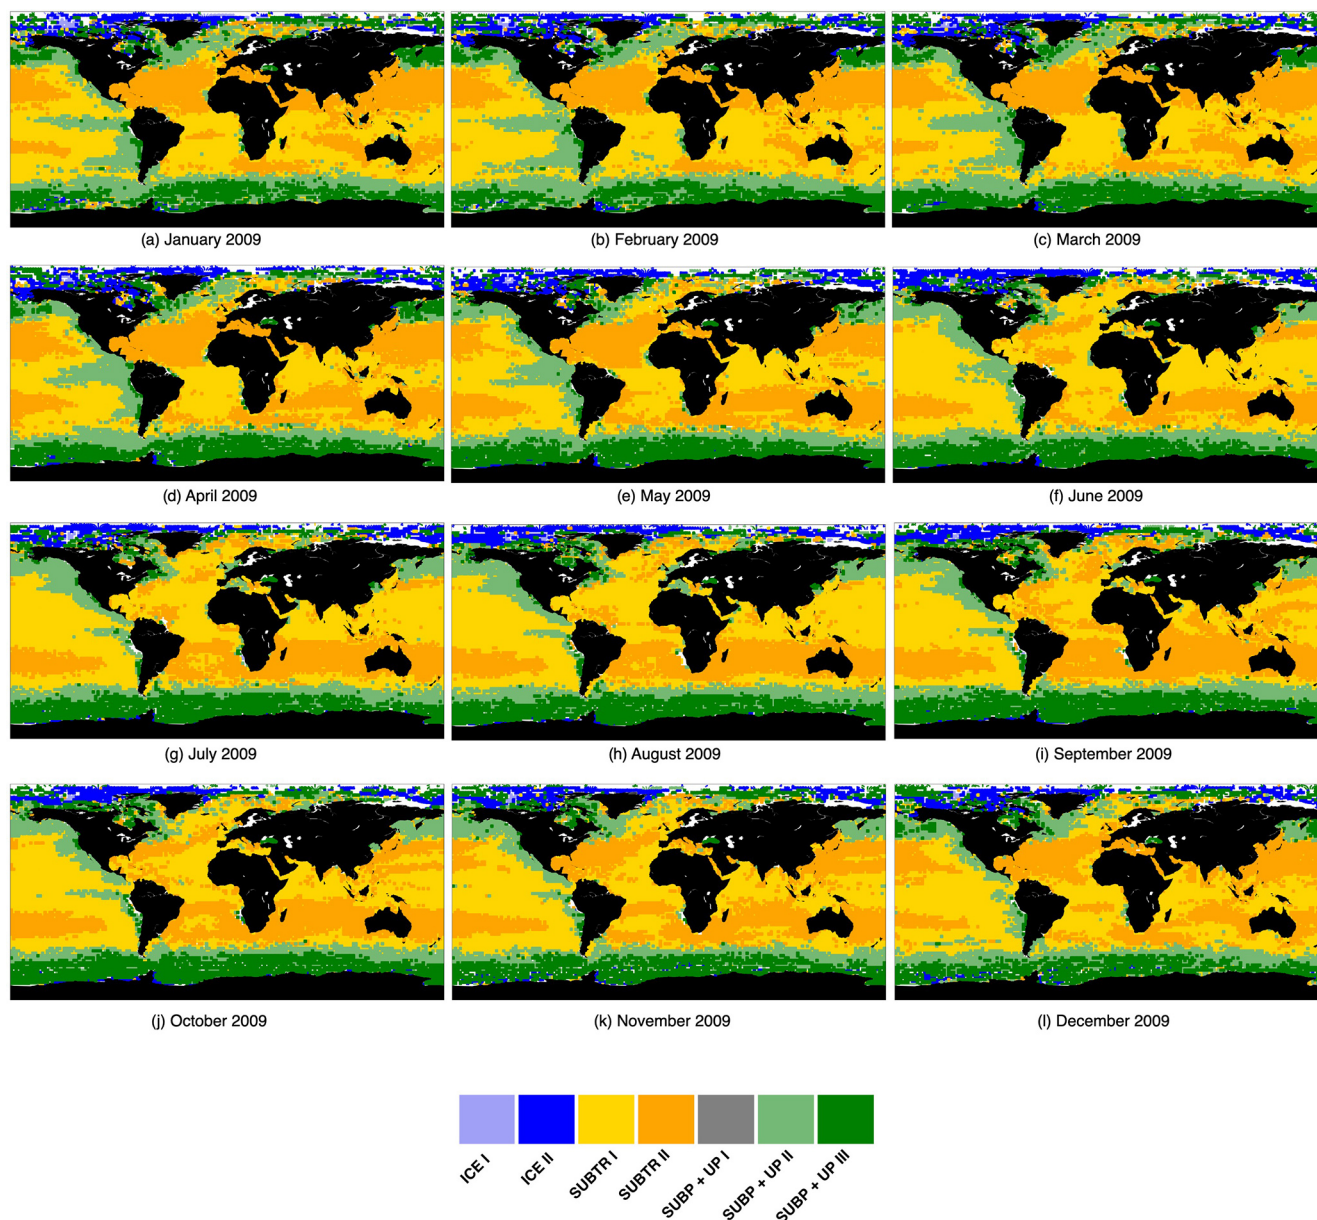 (a) January 2009
(b) February 2009
(c) March 2009
(d) April 2009
(e) May 2009
(f) June 2009
(g) July 2009
(h) August 2009
(i) September 2009
(j) October 2009
(k) November 2009
(l) December 2009
ICE I
ICE II
SUBTR I
SUBTR II
SUBP + UP I
SUBP + UP II
SUBP + UP III